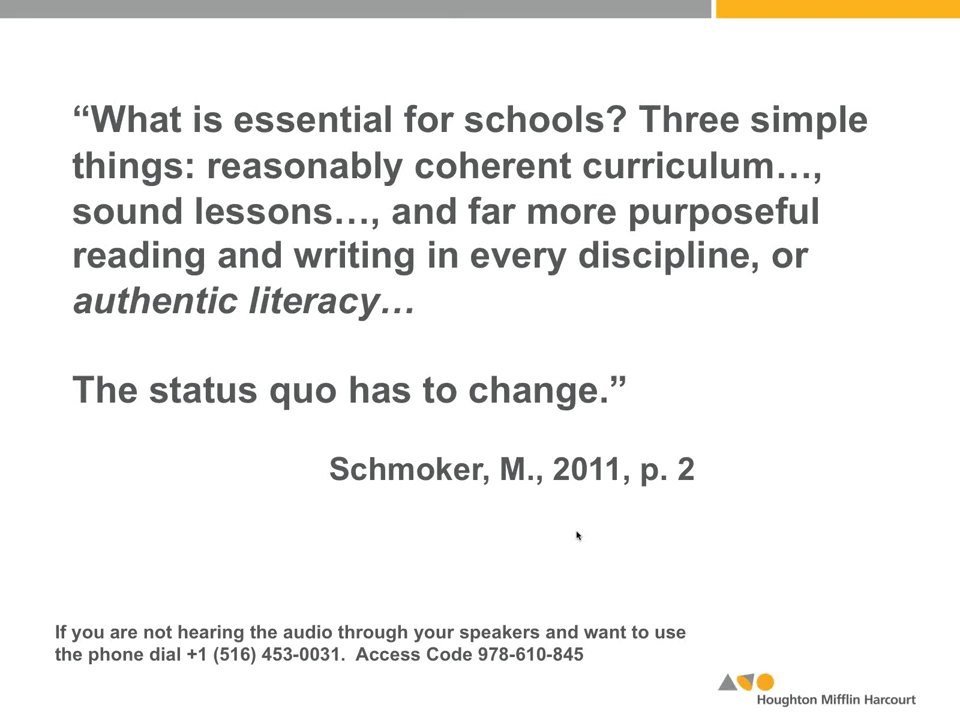 “What is essential for schools? Three simple
things: reasonably coherent curriculum…,
sound lessons…, and far more purposeful
reading and writing in every discipline, or
authentic literacy…
The status quo has to change.”
Schmoker, M., 2011, p. 2
If you are not hearing the audio through your speakers and want to use
the phone dial +1 (516) 453-0031.  Access Code 978-610-845
Houghton Mifflin Harcourt